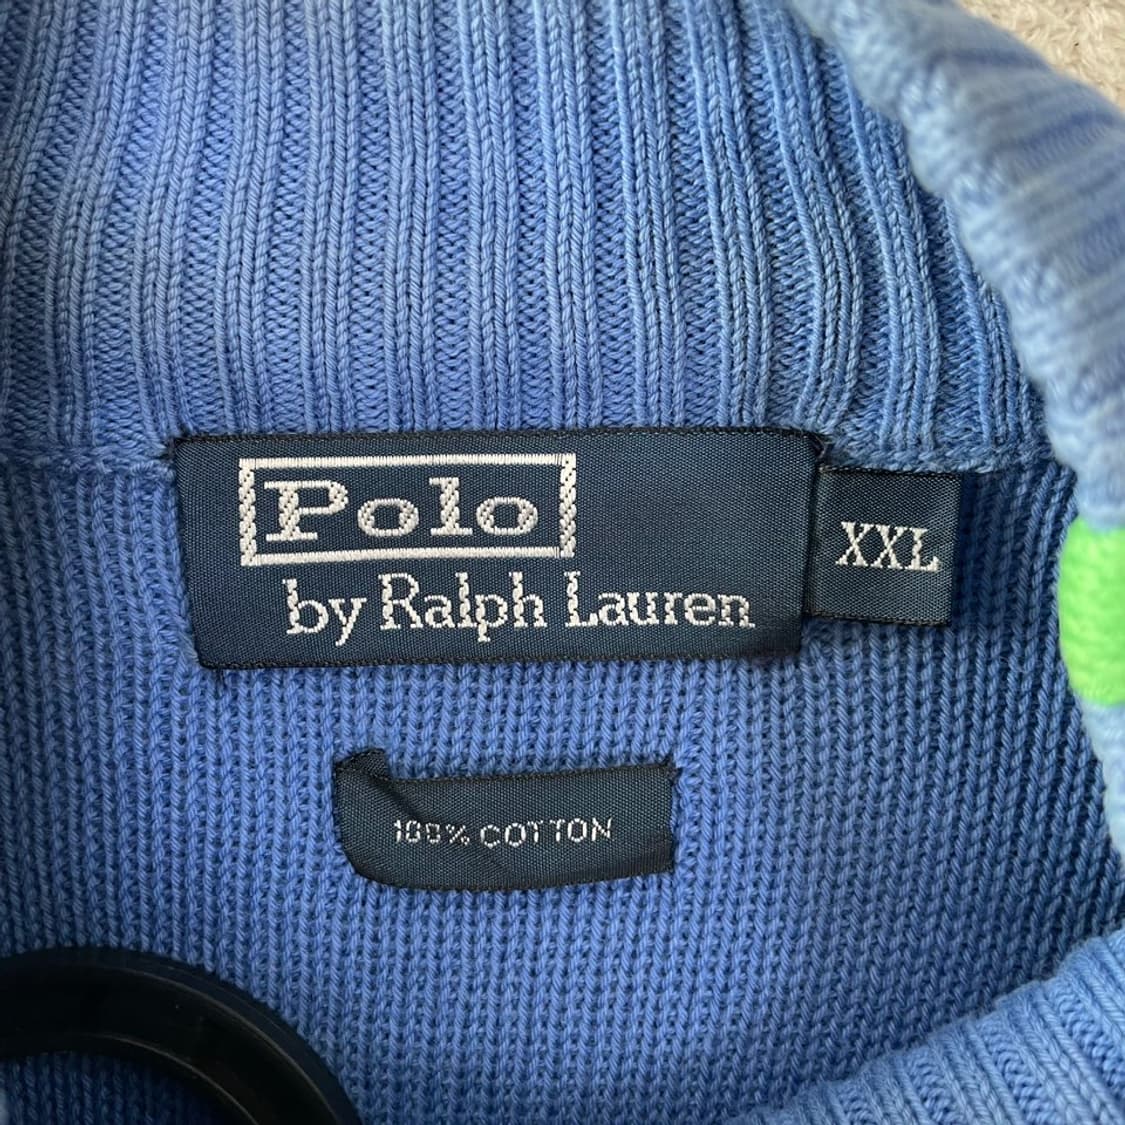 Polo
by Ralph Lauren
XXL
100% COTTON